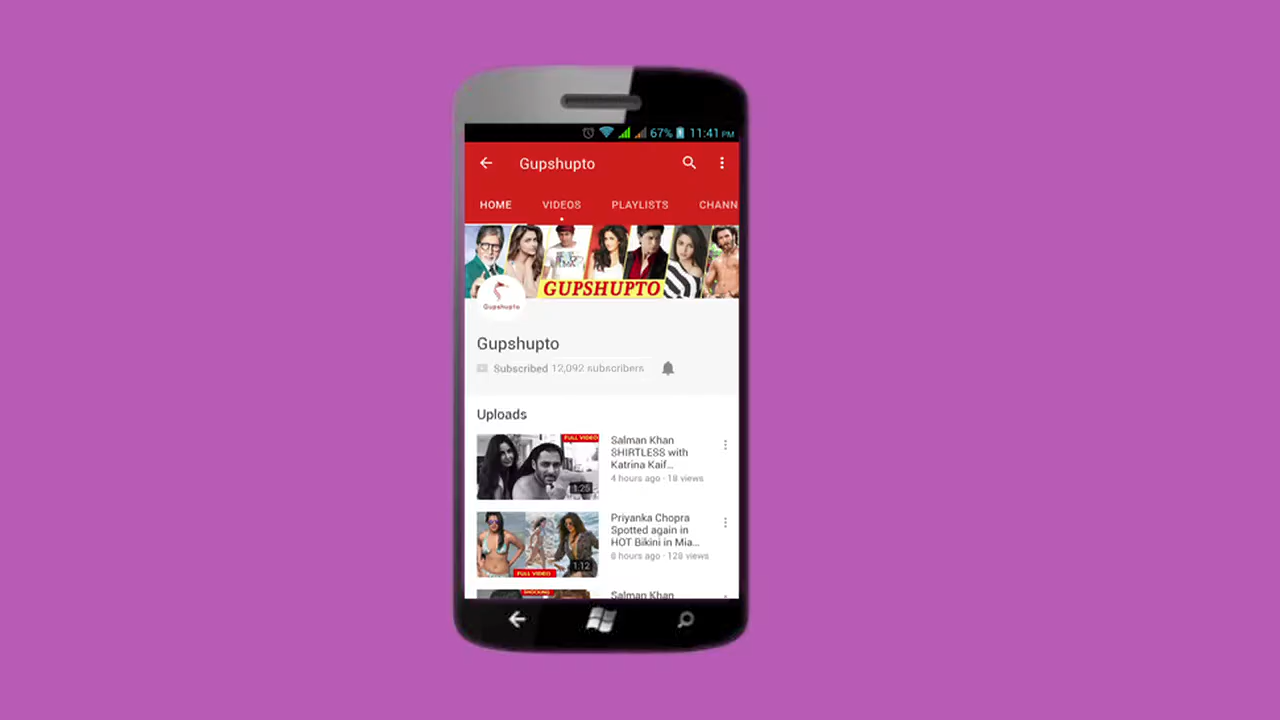 67% 11:41 PM
Gupshupto
HOME VIDEOS PLAYLISTS CHANN
GUPSHUPTO
Gupshupto
Gupshupto
Subscribed 12,092 subscribers
Uploads
FULL VIDEO
1:25
Salman Khan
SHIRTLESS with
Katrina Kaif...
4 hours ago · 18 views
FULL VIDEO
1:12
Priyanka Chopra
Spotted again in
HOT Bikini in Mia...
8 hours ago · 128 views
SHOCKING
Salman Khan